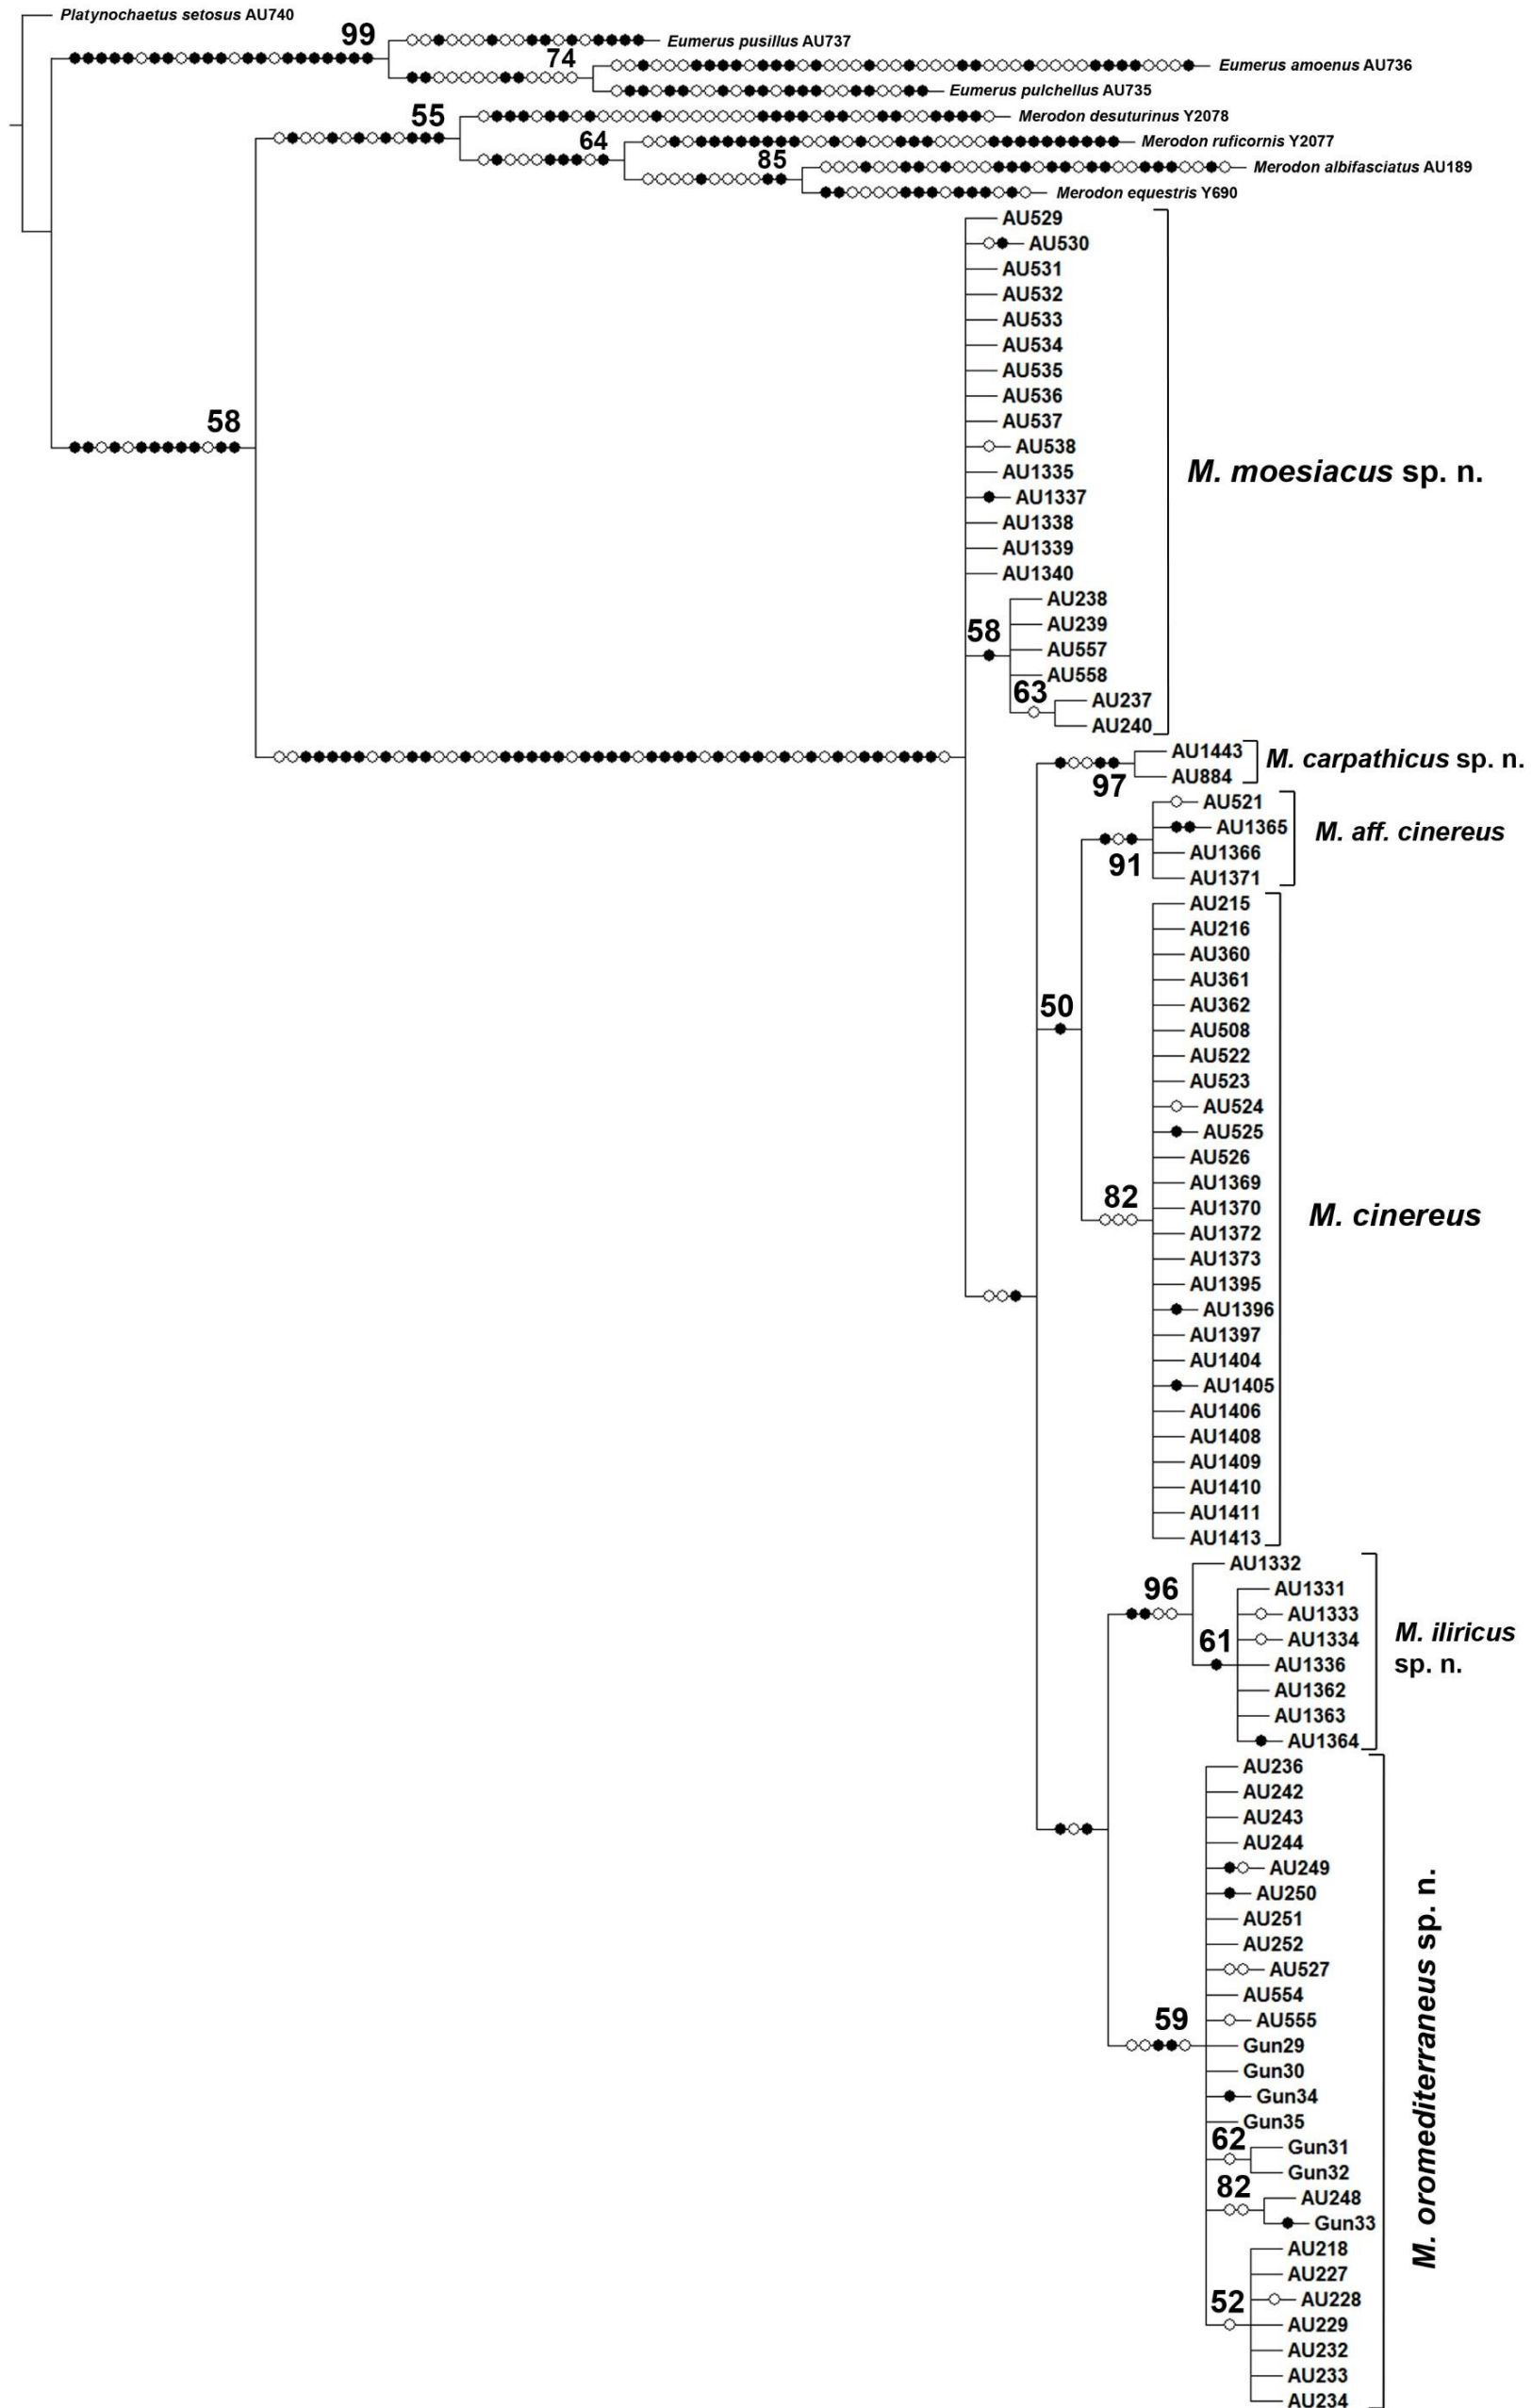 Platynochaetus setosus AU740
99
Eumerus pusillus AU737
74
Eumerus amoenus AU736
Eumerus pulchellus AU735
55
Merodon desuturinus Y2078
64
Merodon ruficornis Y2077
85
Merodon albifasciatus AU189
Merodon equestris Y690
AU529
AU530
AU531
AU532
AU533
AU534
AU535
AU536
58
AU537
AU538
M. moesiacus sp. n.
AU1335
AU1337
AU1338
AU1339
AU1340
AU238
58
AU239
AU557
AU558
63
AU237
AU240
AU1443
M. carpathicus sp. n.
AU884
97
AU521
AU1365
M. aff. cinereus
AU1366
91
AU1371
AU215
AU216
AU360
AU361
AU362
50
AU508
AU522
AU523
AU524
AU525
AU526
AU1369
82
AU1370
M. cinereus
AU1372
AU1373
AU1395
AU1396
AU1397
AU1404
AU1405
AU1406
AU1408
AU1409
AU1410
AU1411
AU1413
AU1332
96
AU1331
AU1333
61
AU1334
M. iliricus
sp. n.
AU1336
AU1362
AU1363
AU1364
AU236
AU242
AU243
AU244
AU249
AU250
AU251
AU252
AU527
AU554
59
AU555
Gun29
Gun30
M. oromediterraneus sp. n.
Gun34
Gun35
62
Gun31
Gun32
82
AU248
Gun33
AU218
AU227
52
AU228
AU229
AU232
AU233
AU234